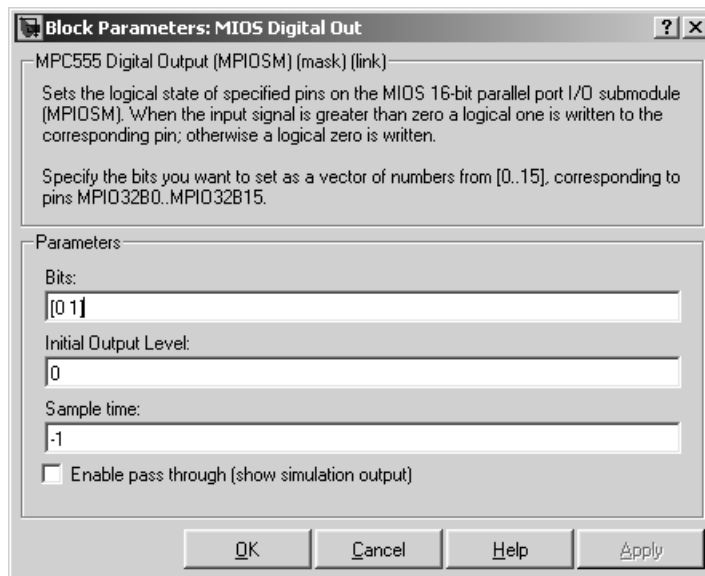 Block Parameters: MIOS Digital Out
MPC555 Digital Output (MPIOSM) (mask) (link)
Sets the logical state of specified pins on the MIOS 16-bit parallel port I/O submodule
(MPIOSM). When the input signal is greater than zero a logical one is written to the
corresponding pin; otherwise a logical zero is written.
Specify the bits you want to set as a vector of numbers from [0..15], corresponding to
pins MPIO32B0..MPIO32B15.
Parameters
Bits:
[0 1]
Initial Output Level:
0
Sample time:
-1
Enable pass through (show simulation output)
OK Cancel Help Apply